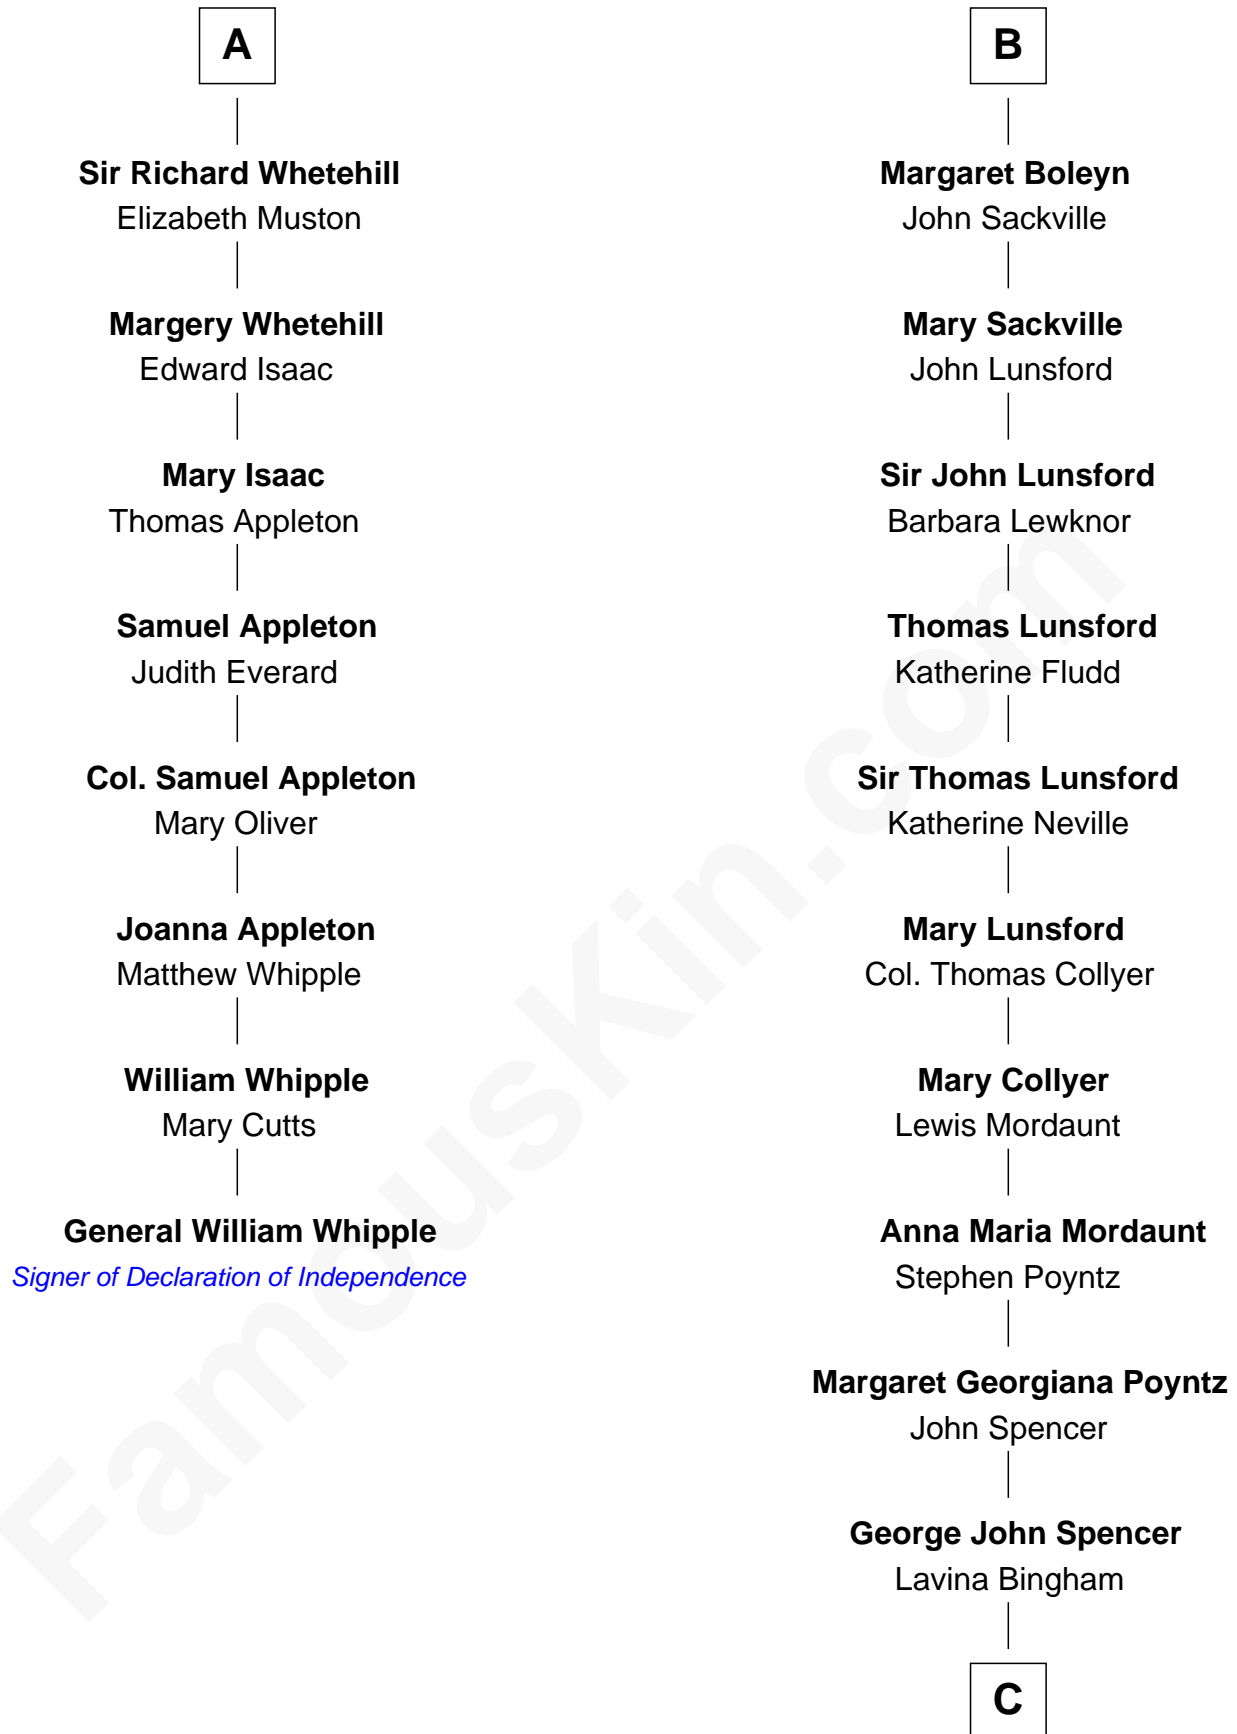 A
Sir Richard Whetehill
Elizabeth Muston
Margery Whetehill
Edward Isaac
Mary Isaac
Thomas Appleton
Samuel Appleton
Judith Everard
Col. Samuel Appleton
Mary Oliver
Joanna Appleton
Matthew Whipple
William Whipple
Mary Cutts
General William Whipple
Signer of Declaration of Independence
B
Margaret Boleyn
John Sackville
Mary Sackville
John Lunsford
Sir John Lunsford
Barbara Lewknor
Thomas Lunsford
Katherine Fludd
Sir Thomas Lunsford
Katherine Neville
Mary Lunsford
Col. Thomas Collyer
Mary Collyer
Lewis Mordaunt
Anna Maria Mordaunt
Stephen Poyntz
Margaret Georgiana Poyntz
John Spencer
George John Spencer
Lavina Bingham
C
FamousKin.com